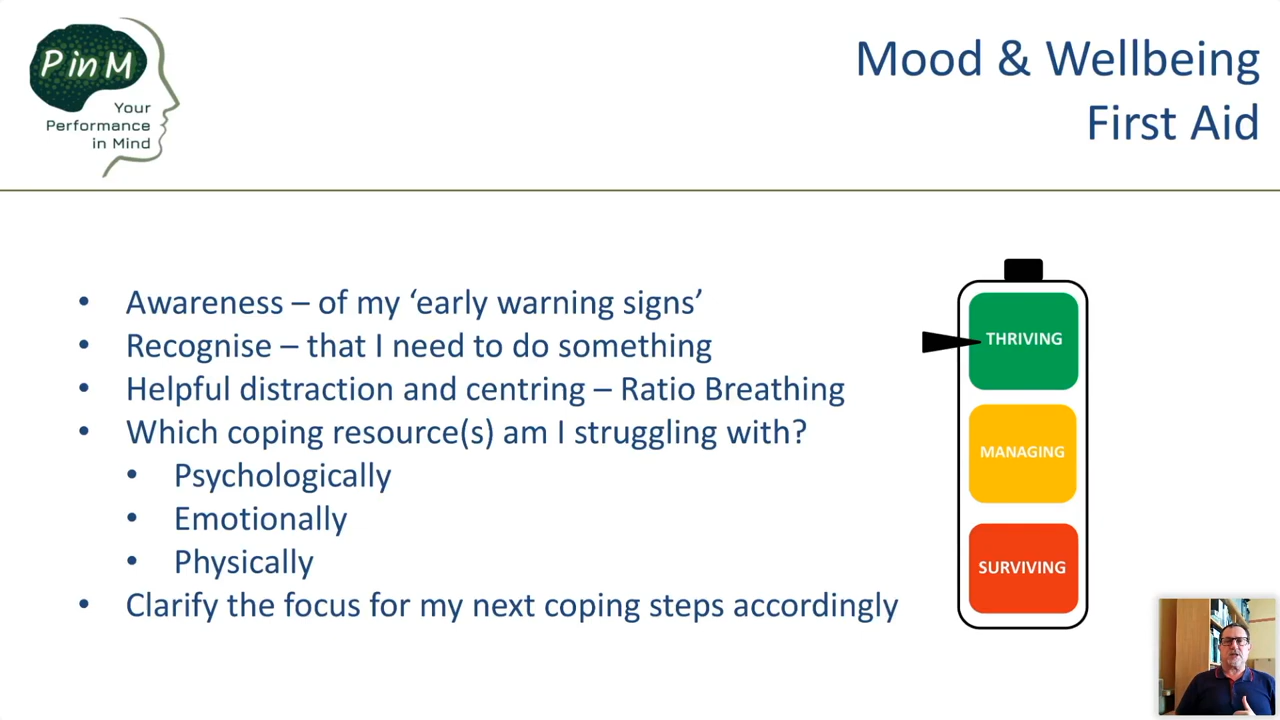 P in M
Your
Performance
in Mind
Mood & Wellbeing
First Aid
• Awareness – of my ‘early warning signs’
• Recognise – that I need to do something
• Helpful distraction and centring – Ratio Breathing
• Which coping resource(s) am I struggling with?
• Psychologically
• Emotionally
• Physically
• Clarify the focus for my next coping steps accordingly
THRIVING
MANAGING
SURVIVING